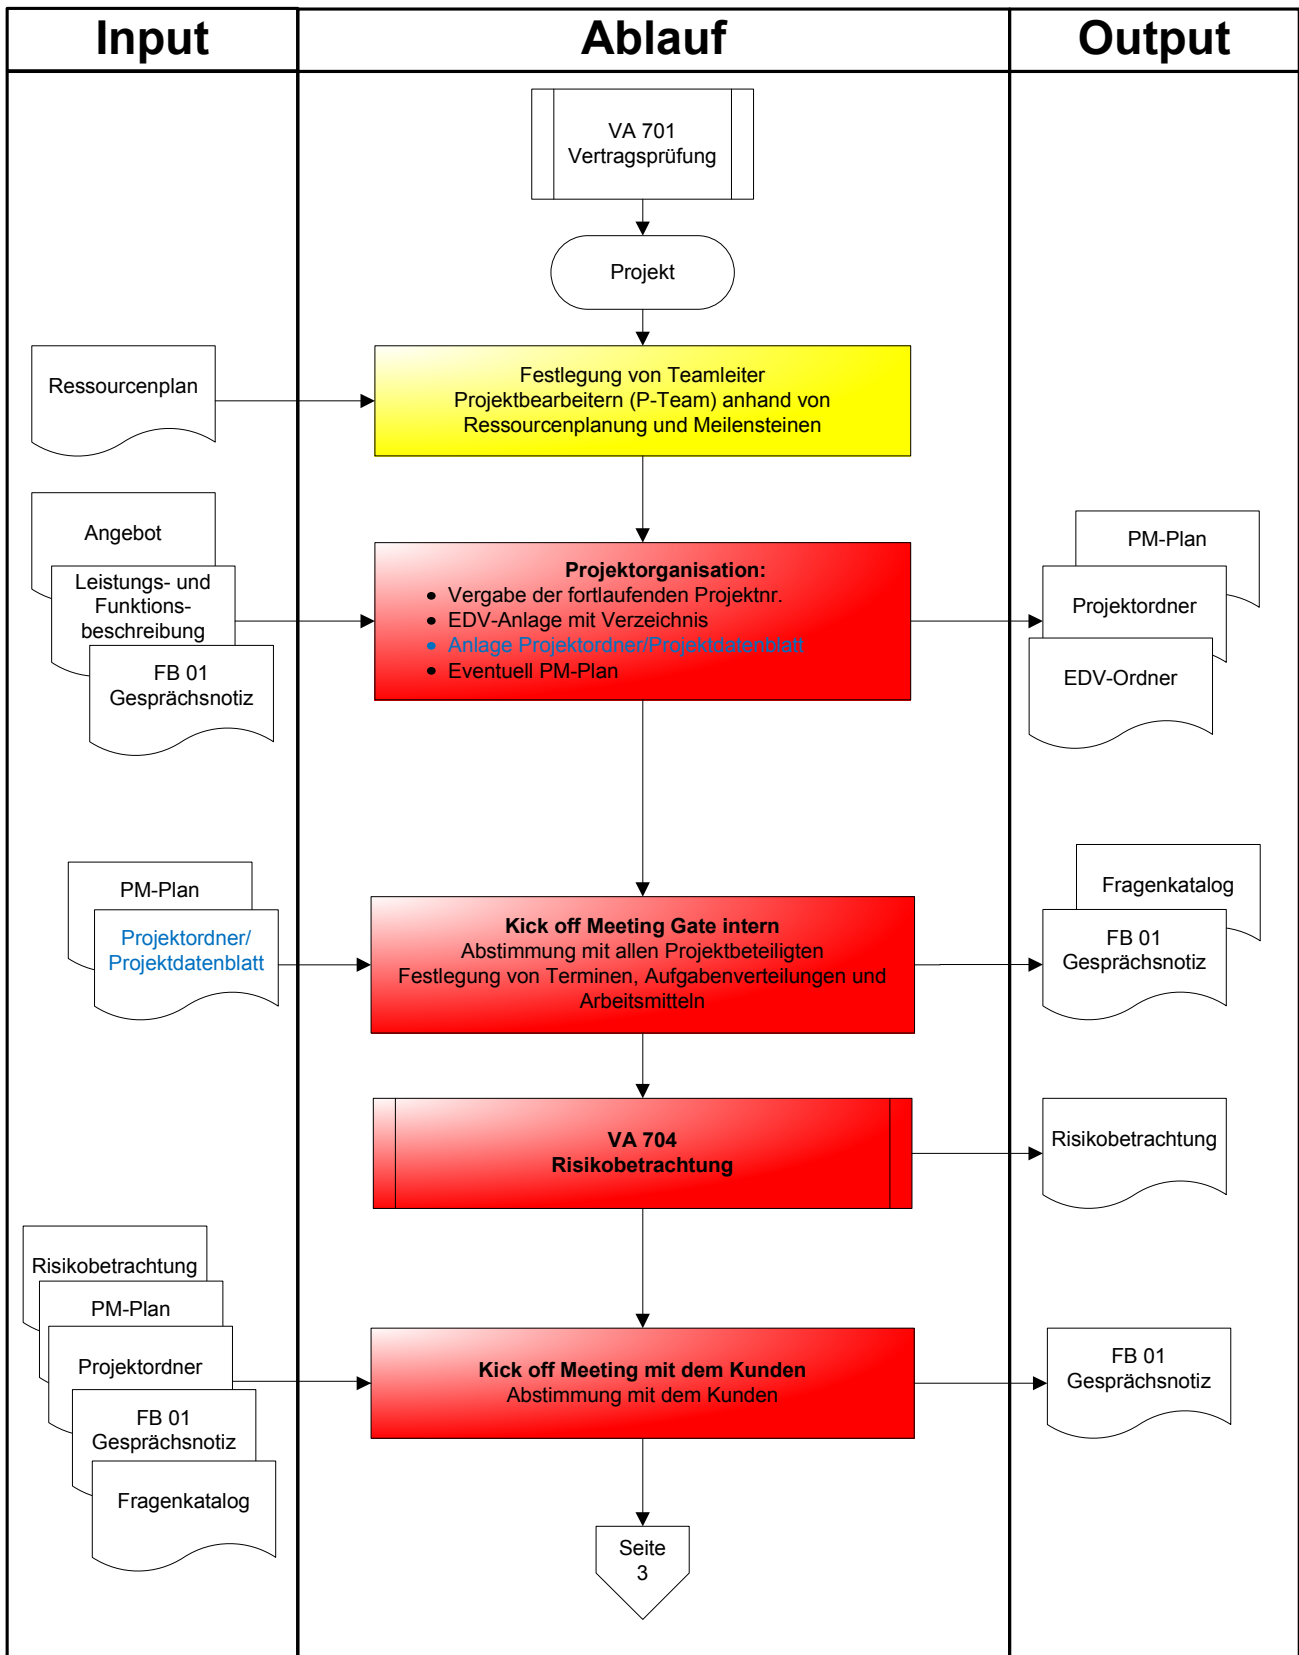 Input
Ablauf
Output
VA 701
Vertragsprüfung
Projekt
Ressourcenplan
Festlegung von Teamleiter
Projektbearbeitern (P-Team) anhand von
Ressourcenplanung und Meilensteinen
Angebot
Leistungs- und
Funktions-
beschreibung
FB 01
Gesprächsnotiz
Projektorganisation:
• Vergabe der fortlaufenden Projektnr.
• EDV-Anlage mit Verzeichnis
• Anlage Projektordner/Projektdatenblatt
• Eventuell PM-Plan
PM-Plan
Projektordner
EDV-Ordner
PM-Plan
Projektordner/
Projektdatenblatt
Kick off Meeting Gate intern
Abstimmung mit allen Projektbeteiligten
Festlegung von Terminen, Aufgabenverteilungen und
Arbeitsmitteln
Fragenkatalog
FB 01
Gesprächsnotiz
VA 704
Risikobetrachtung
Risikobetrachtung
Risikobetrachtung
PM-Plan
Projektordner
FB 01
Gesprächsnotiz
Fragenkatalog
Kick off Meeting mit dem Kunden
Abstimmung mit dem Kunden
FB 01
Gesprächsnotiz
Seite
3